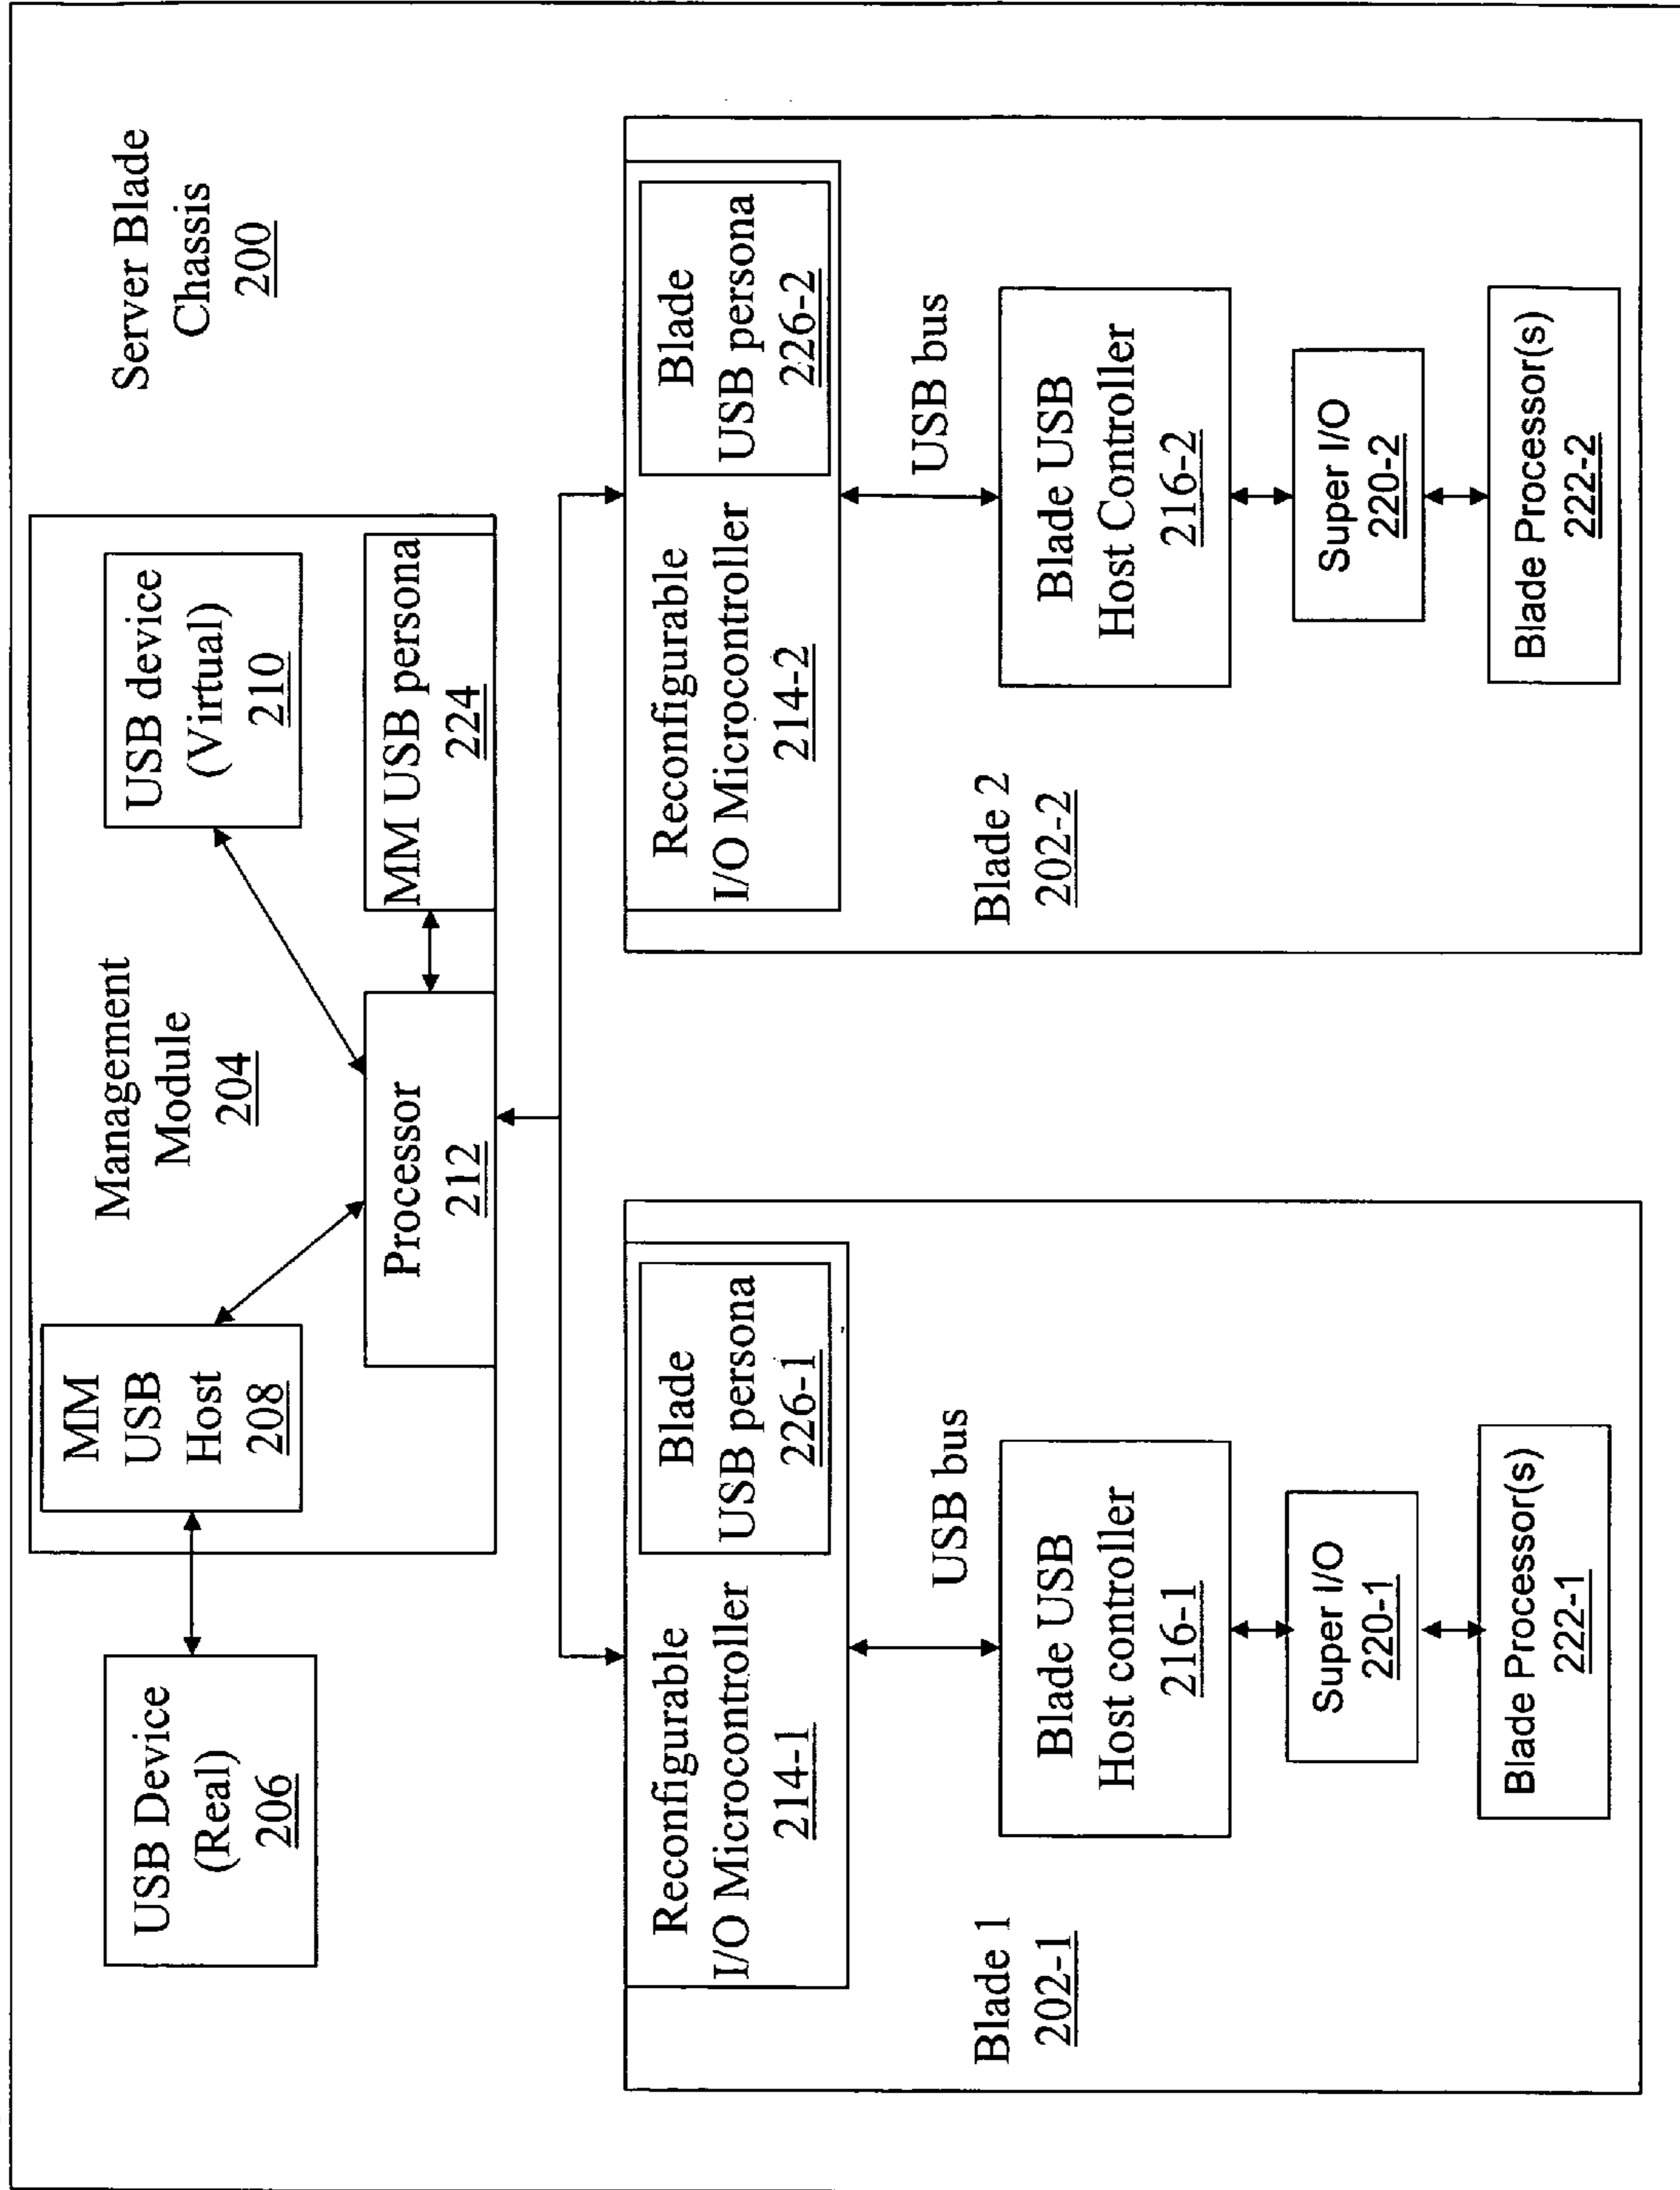 Server Blade
Chassis
200
USB Device
(Real)
206
MM
USB
Host
208
Management
Module
204
USB device
(Virtual)
210
Processor
212
MM USB persona
224
Reconfigurable
I/O Microcontroller
214-1
Blade
USB persona
226-1
USB bus
Blade 1
202-1
Blade USB
Host controller
216-1
Super I/O
220-1
Blade Processor(s)
222-1
Reconfigurable
I/O Microcontroller
214-2
Blade
USB persona
226-2
USB bus
Blade 2
202-2
Blade USB
Host Controller
216-2
Super I/O
220-2
Blade Processor(s)
222-2